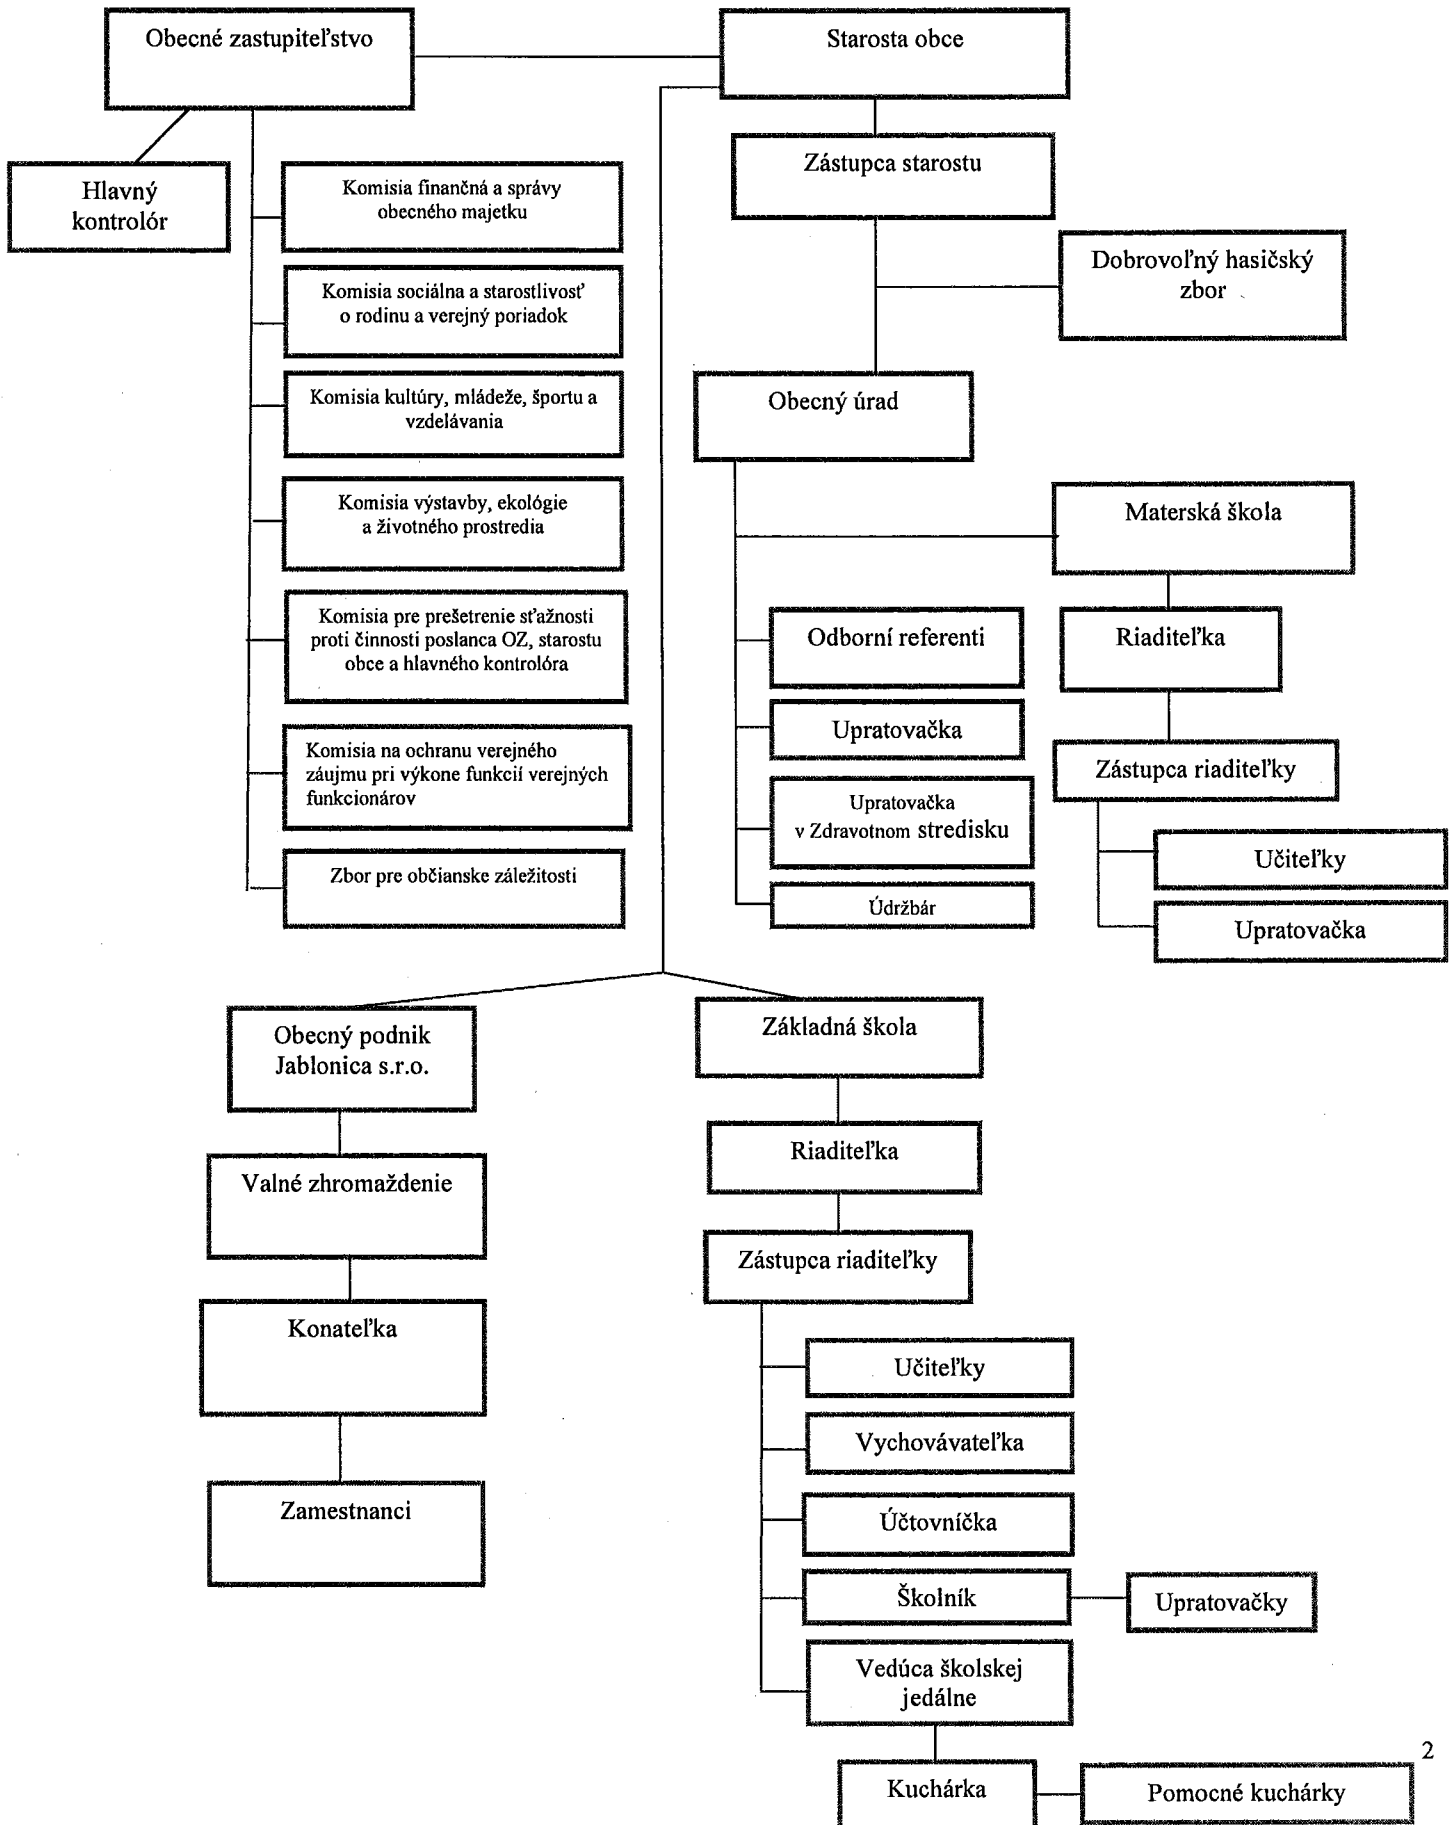 Obecné zastupiteľstvo
Starosta obce
Hlavný
kontrolór
Zástupca starostu
Komisia finančná a správy
obecného majetku
Dobrovoľný hasičský
zbor
Komisia sociálna a starostlivosť
o rodinu a verejný poriadok
Komisia kultúry, mládeže, športu a
vzdelávania
Obecný úrad
Komisia výstavby, ekológie
a životného prostredia
Materská škola
Komisia pre prešetrenie sťažnosti
proti činnosti poslanca OZ, starostu
obce a hlavného kontrolóra
Odborní referenti
Riaditeľka
Komisia na ochranu verejného
záujmu pri výkone funkcií verejných
funkcionárov
Upratovačka
Zástupca riaditeľky
Upratovačka
v Zdravotnom stredisku
Učiteľky
Zbor pre občianske záležitosti
Údržbár
Upratovačka
Obecný podnik
Jablonica s.r.o.
Základná škola
Valné zhromaždenie
Riaditeľka
Konateľka
Zástupca riaditeľky
Zamestnanci
Učiteľky
Vychovávateľka
Účtovníčka
Školník
Upratovačky
Vedúca školskej
jedálne
2
Kuchárka
Pomocné kuchárky